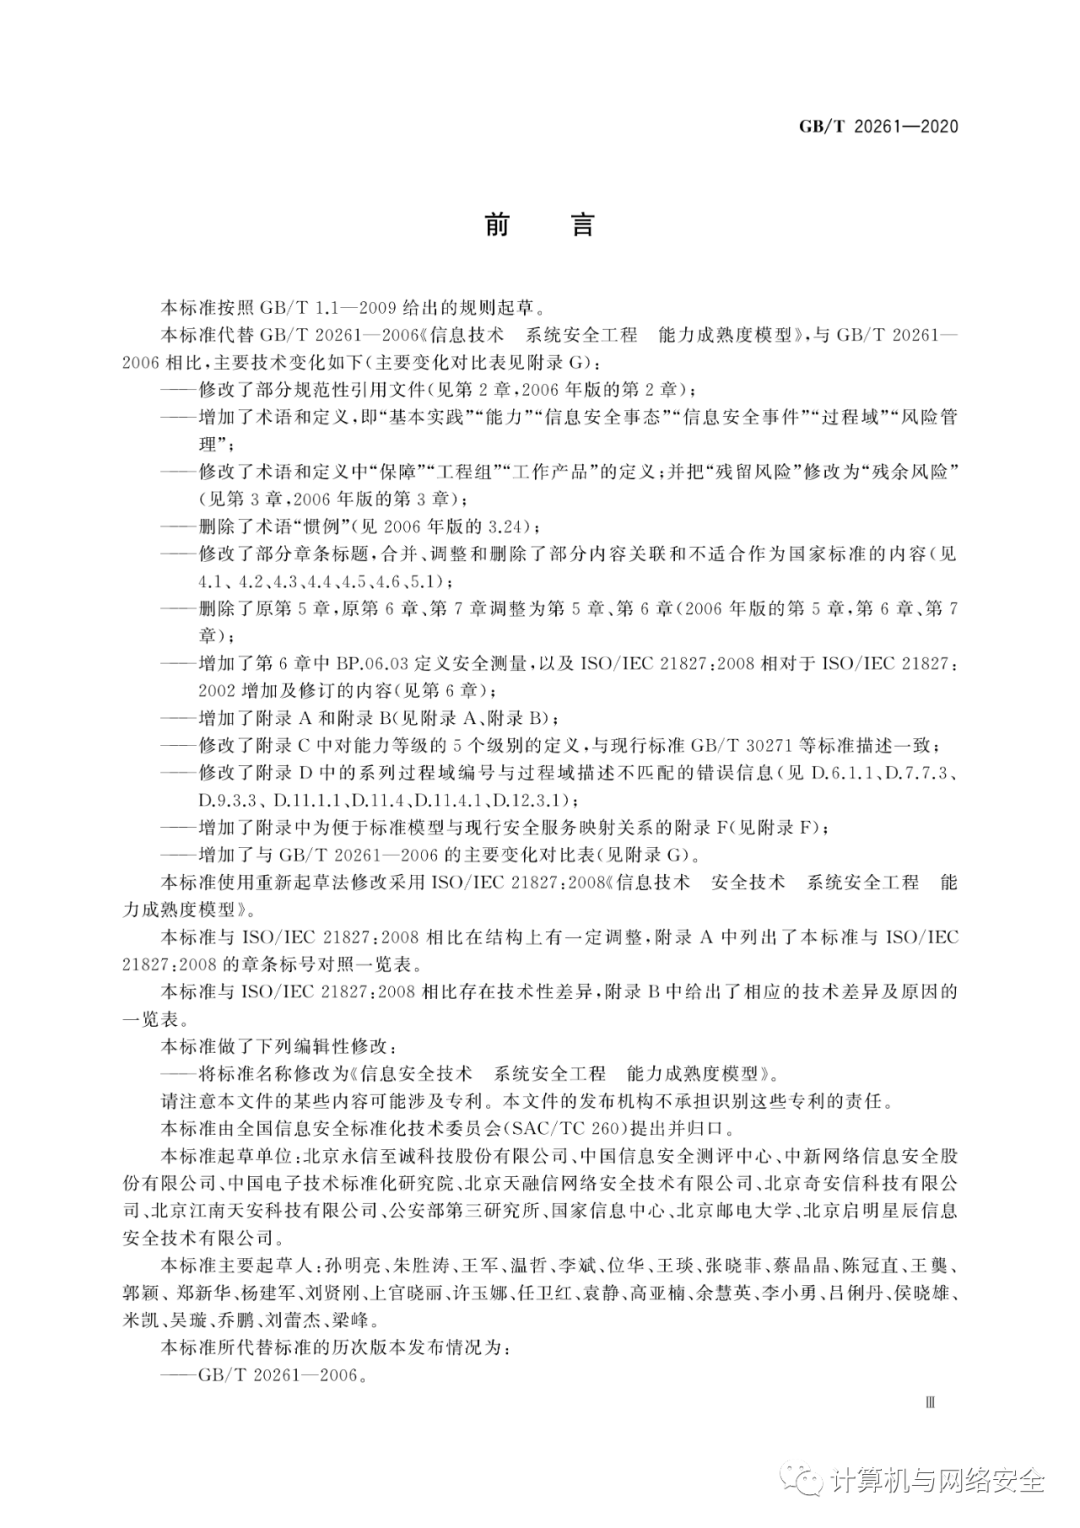 GB/T 20261—2020
前 言
本标准按照 GB/T 1.1—2009 给出的规则起草。
本标准代替 GB/T 20261—2006《信息技术 系统安全工程 能力成熟度模型》,与 GB/T 20261—
2006 相比,主要技术变化如下(主要变化对比表见附录 G):
——修改了部分规范性引用文件(见第 2 章,2006 年版的第 2 章);
——增加了术语和定义,即“基本实践”“能力”“信息安全事态”“信息安全事件”“过程域”“风险管
理”;
——修改了术语和定义中“保障”“工程组”“工作产品”的定义;并把“残留风险”修改为“残余风险”
(见第 3 章,2006 年版的第 3 章);
——删除了术语“惯例”(见 2006 年版的 3.24);
——修改了部分章条标题,合并、调整和删除了部分内容关联和不适合作为国家标准的内容(见
4.1、4.2、4.3、4.4、4.5、4.6、5.1);
——删除了原第 5 章,原第 6 章、第 7 章调整为第 5 章、第 6 章(2006 年版的第 5 章,第 6 章、第 7
章);
——增加了第 6 章中 BP.06.03 定义安全测量,以及 ISO/IEC 21827:2008 相对于 ISO/IEC 21827:
2002 增加及修订的内容(见第 6 章);
——增加了附录 A 和附录 B(见附录 A、附录 B);
——修改了附录 C 中对能力等级的 5 个级别的定义,与现行标准 GB/T 30271 等标准描述一致;
——修改了附录 D 中的系列过程域编号与过程域描述不匹配的错误信息(见 D.6.1.1、D.7.7.3、
D.9.3.3、D.11.1.1、D.11.4、D.11.4.1、D.12.3.1);
——增加了附录中为便于标准模型与现行安全服务映射关系的附录 F(见附录 F);
——增加了与 GB/T 20261—2006 的主要变化对比表(见附录 G)。
本标准使用重新起草法修改采用 ISO/IEC 21827:2008《信息技术 安全技术 系统安全工程 能
力成熟度模型》。
本标准与 ISO/IEC 21827:2008 相比在结构上有一定调整,附录 A 中列出了本标准与 ISO/IEC
21827:2008 的章条标号对照一览表。
本标准与 ISO/IEC 21827:2008 相比存在技术性差异,附录 B 中给出了相应的技术差异及原因的
一览表。
本标准做了下列编辑性修改:
——将标准名称修改为《信息安全技术 系统安全工程 能力成熟度模型》。
请注意本文件的某些内容可能涉及专利。本文件的发布机构不承担识别这些专利的责任。
本标准由全国信息安全标准化技术委员会(SAC/TC 260)提出并归口。
本标准起草单位:北京永信至诚科技股份有限公司、中国信息安全测评中心、中新网络信息安全股
份有限公司、中国电子技术标准化研究院、北京天融信网络安全技术有限公司、北京奇安信科技有限公
司、北京江南天安科技有限公司、公安部第三研究所、国家信息中心、北京邮电大学、北京启明星辰信息
安全技术有限公司。
本标准主要起草人:孙明亮、朱胜涛、王军、温哲、李斌、位华、王琰、张晓菲、蔡晶晶、陈冠直、王龑、
郭颖、郑新华、杨建军、刘贤刚、上官晓丽、许玉娜、任卫红、袁静、高亚楠、余慧英、李小勇、吕俐丹、侯晓雄、
米凯、吴璇、乔鹏、刘蕾杰、梁峰。
本标准所代替标准的历次版本发布情况为:
——GB/T 20261—2006。
Ⅲ
计算机与网络安全